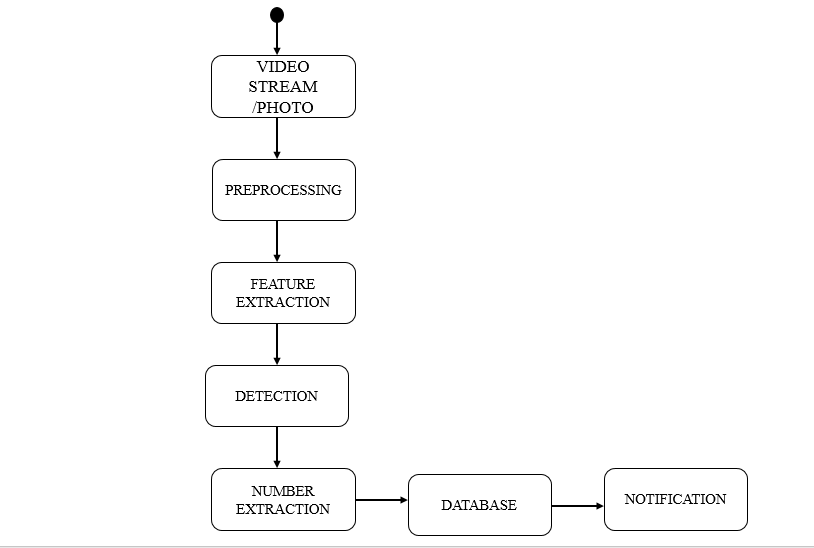 VIDEO
STREAM
/PHOTO
PREPROCESSING
FEATURE
EXTRACTION
DETECTION
NUMBER
EXTRACTION
DATABASE
NOTIFICATION